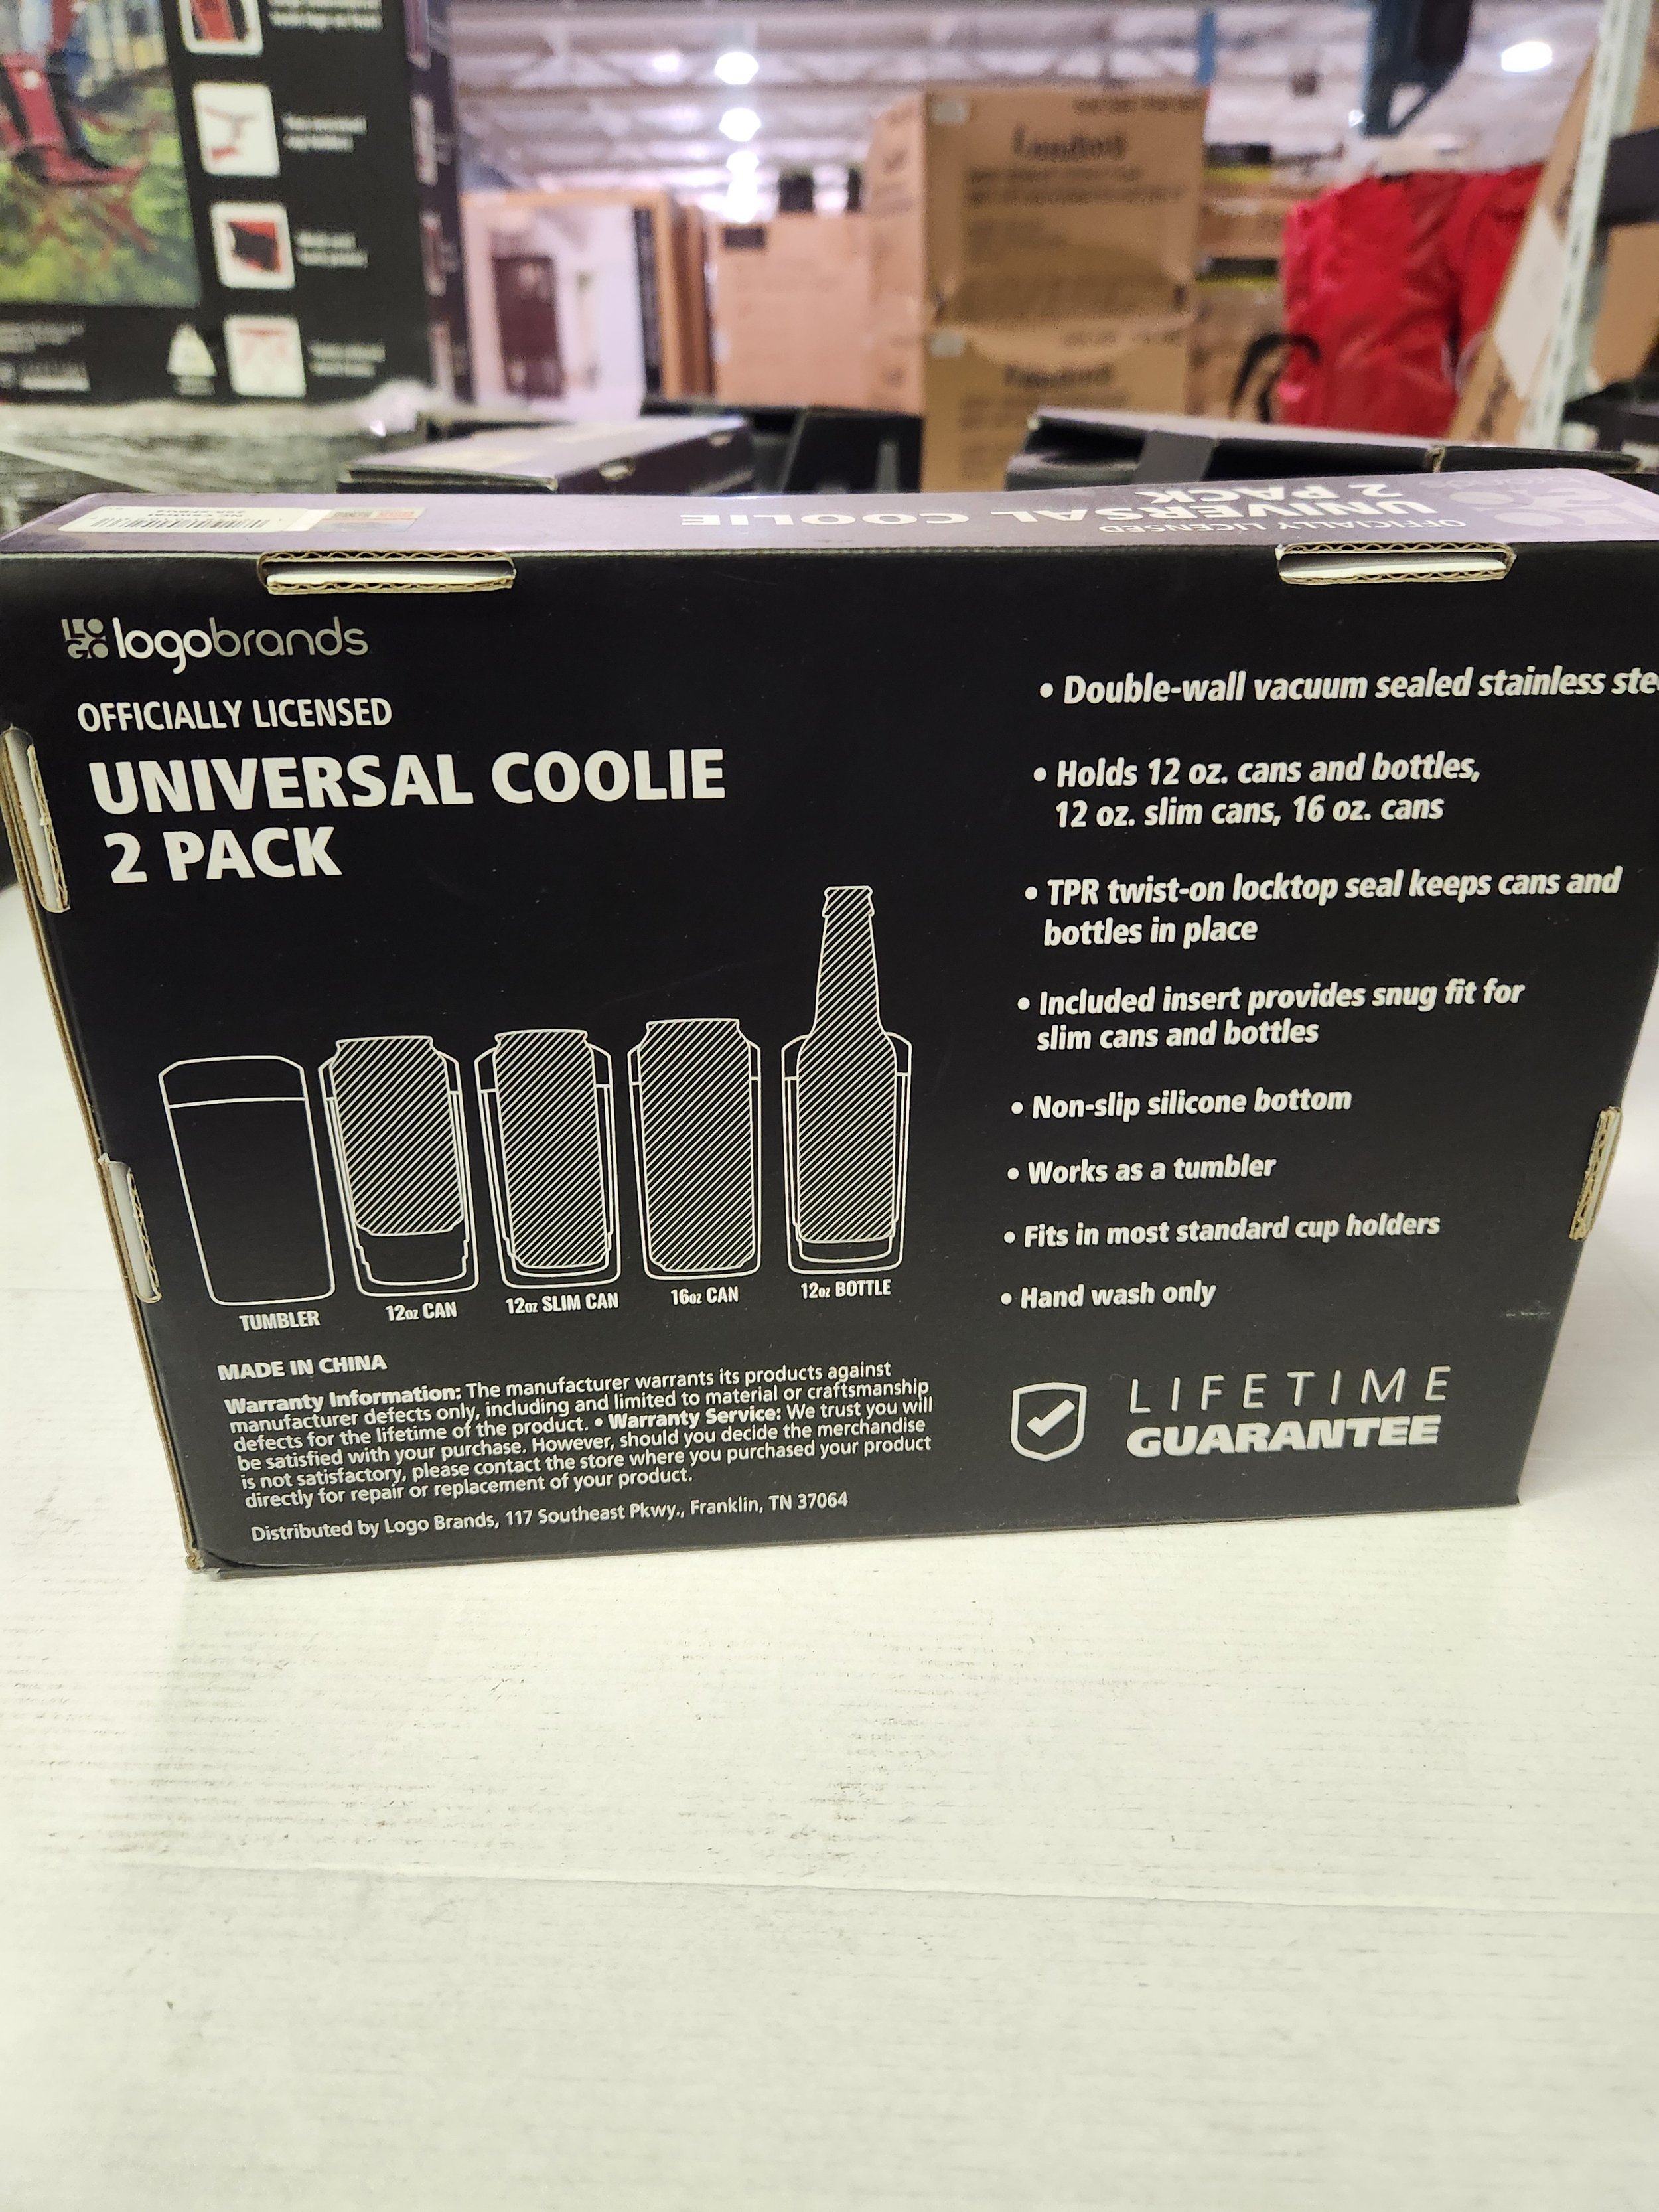 OFFICIALLY LICENSED
UNIVERSAL COOLIE
2 PACK
LOGO logobrands
OFFICIALLY LICENSED
UNIVERSAL COOLIE
2 PACK
TUMBLER
12oz CAN
12oz SLIM CAN
16oz CAN
12oz BOTTLE
MADE IN CHINA
Warranty Information: The manufacturer warrants its products against
manufacturer defects only, including and limited to material or craftsmanship
defects for the lifetime of the product. • Warranty Service: We trust you will
be satisfied with your purchase. However, should you decide the merchandise
is not satisfactory, please contact the store where you purchased your product
directly for repair or replacement of your product.
Distributed by Logo Brands, 117 Southeast Pkwy., Franklin, TN 37064
• Double-wall vacuum sealed stainless stee
• Holds 12 oz. cans and bottles,
12 oz. slim cans, 16 oz. cans
• TPR twist-on locktop seal keeps cans and
bottles in place
• Included insert provides snug fit for
slim cans and bottles
• Non-slip silicone bottom
• Works as a tumbler
• Fits in most standard cup holders
• Hand wash only
LIFETIME
GUARANTEE